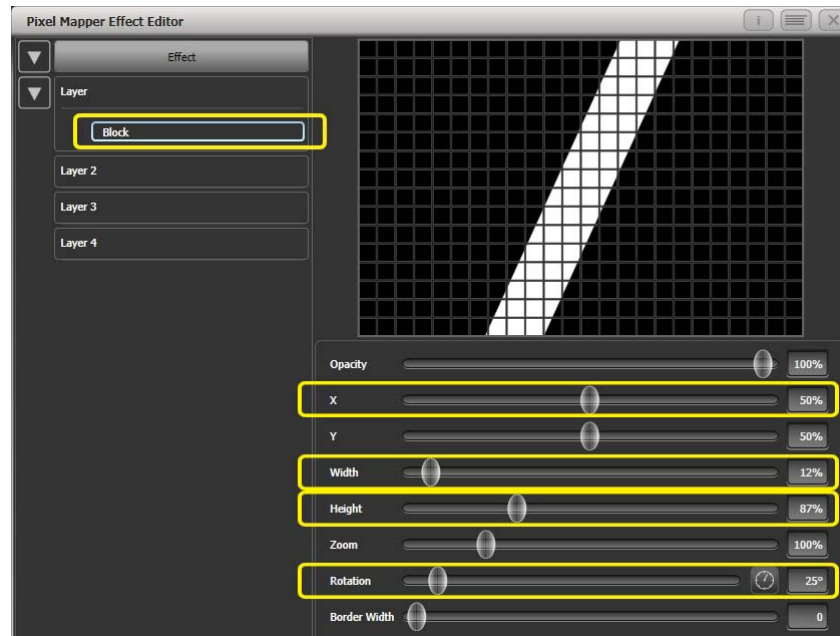 Pixel Mapper Effect Editor
i
Effect
Layer
Block
Layer 2
Layer 3
Layer 4
Opacity 100%
X 50%
Y 50%
Width 12%
Height 87%
Zoom 100%
Rotation 25°
Border Width 0